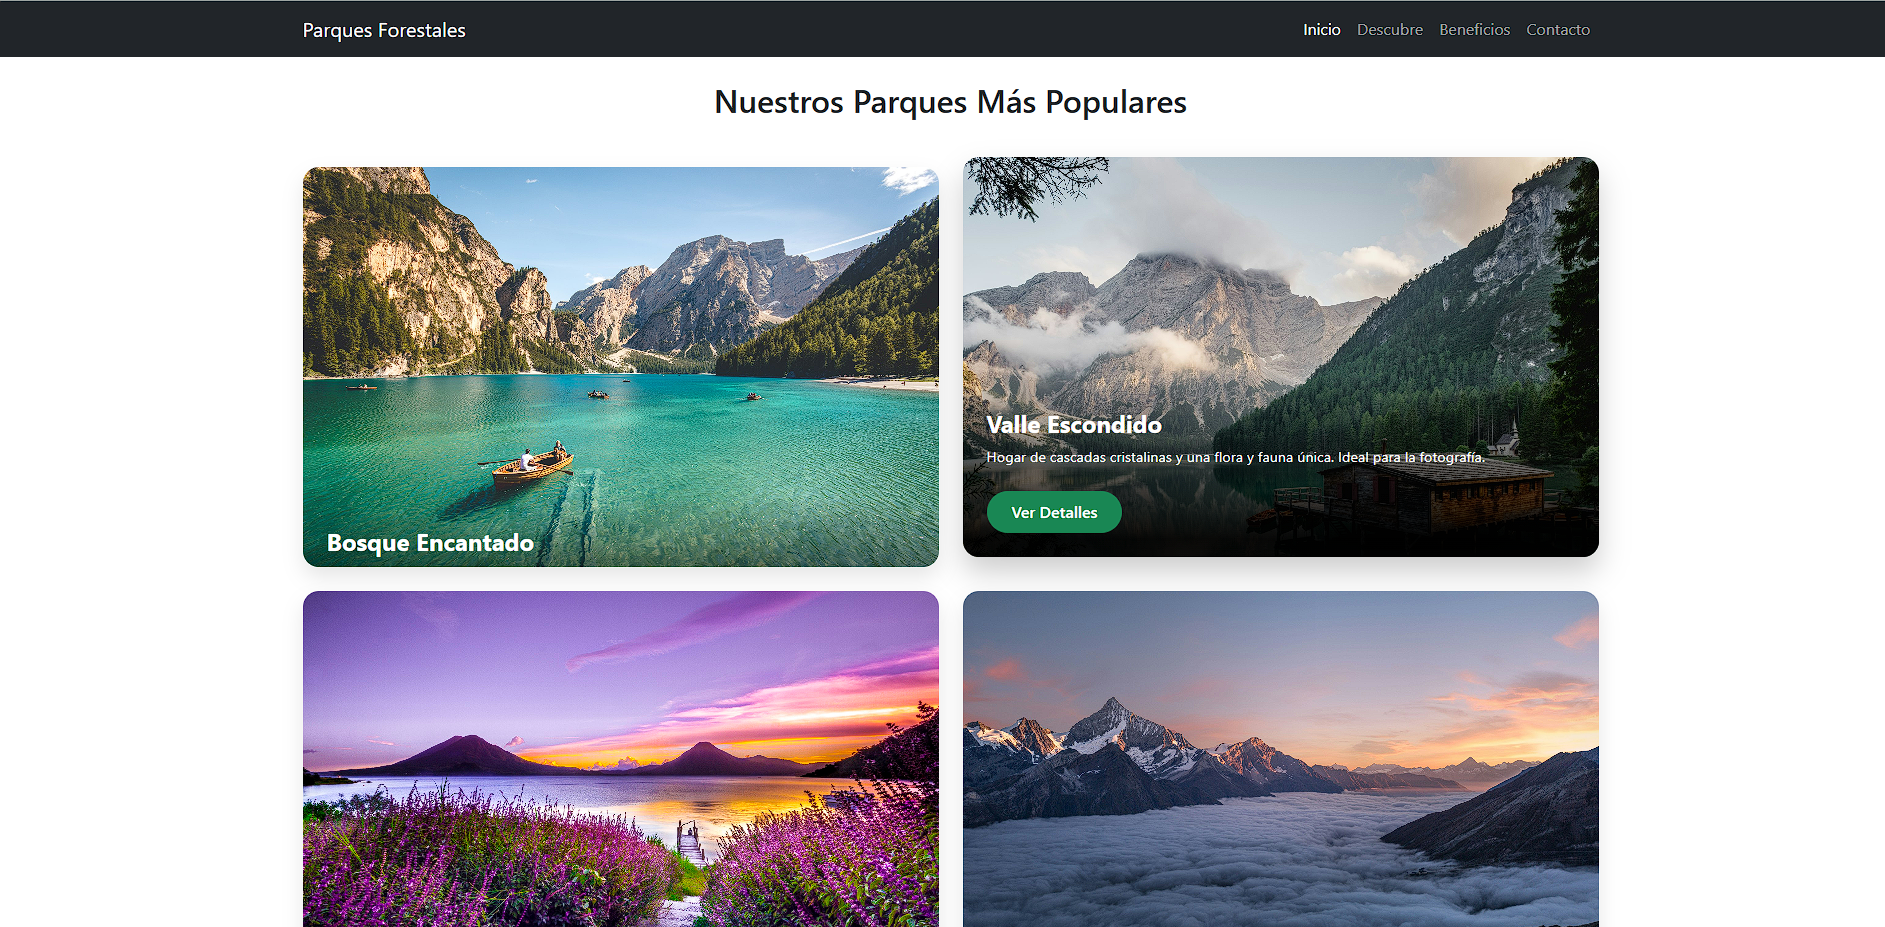 Parques Forestales
Inicio Descubre Beneficios Contacto
Nuestros Parques Más Populares
Bosque Encantado
Valle Escondido
Hogar de cascadas cristalinas y una flora y fauna única. Ideal para la fotografía.
Ver Detalles